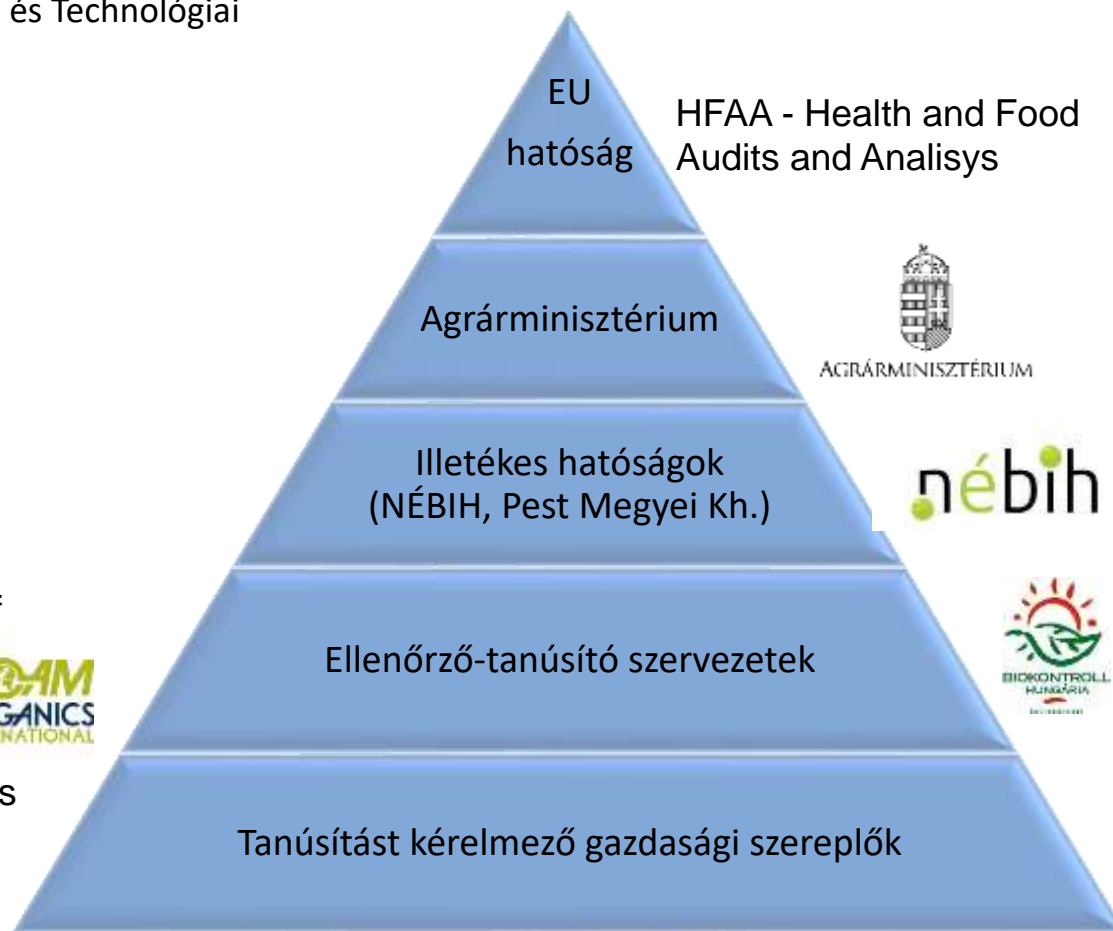 és Technológiai
EU
hatóság
HFAA - Health and Food
Audits and Analisys
Agrárminisztérium
AGRÁRMINISZTÉRIUM
Illetékes hatóságok
(NÉBIH, Pest Megyei Kh.)
nébih
Ellenőrző-tanúsító szervezetek
BIOKONTROLL
HUNGÁRIA
Tanúsítást kérelmező gazdasági szereplők